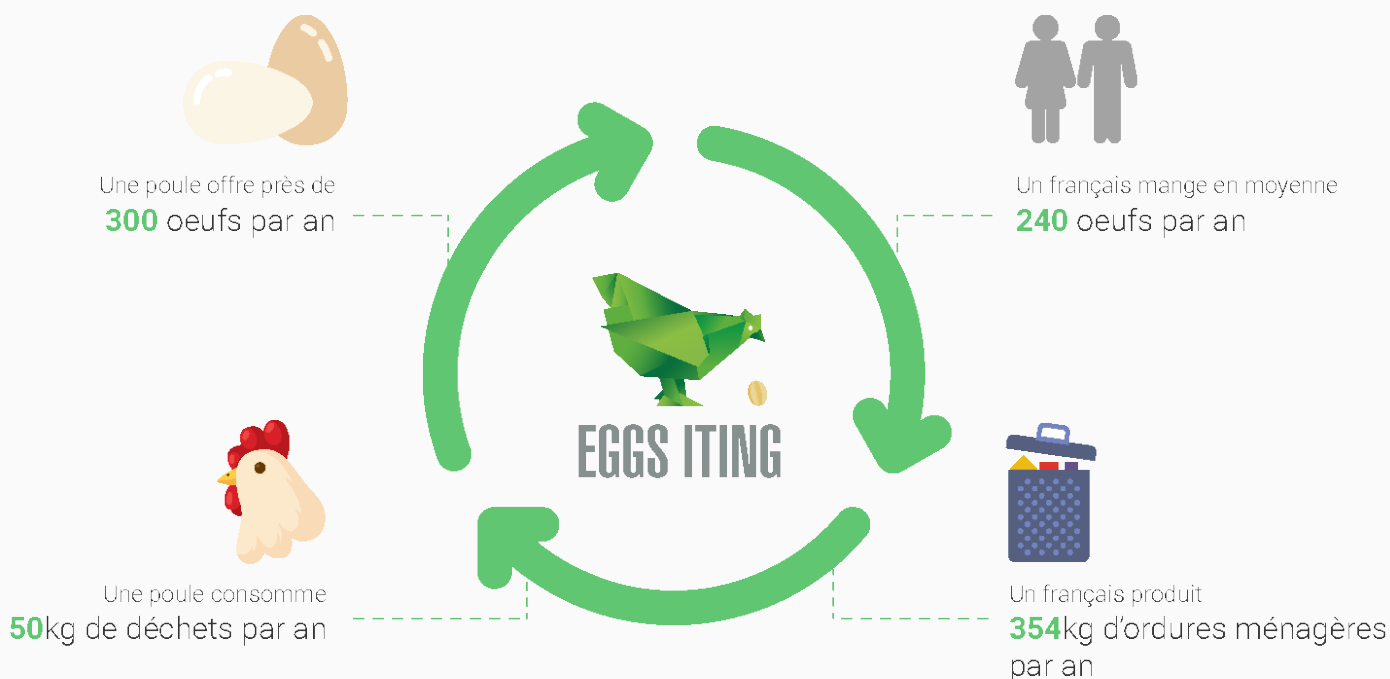 Une poule offre près de
300 oeufs par an
Un français mange en moyenne
240 oeufs par an
EGGS ITING
Une poule consomme
50kg de déchets par an
Un français produit
354kg d'ordures ménagères
par an